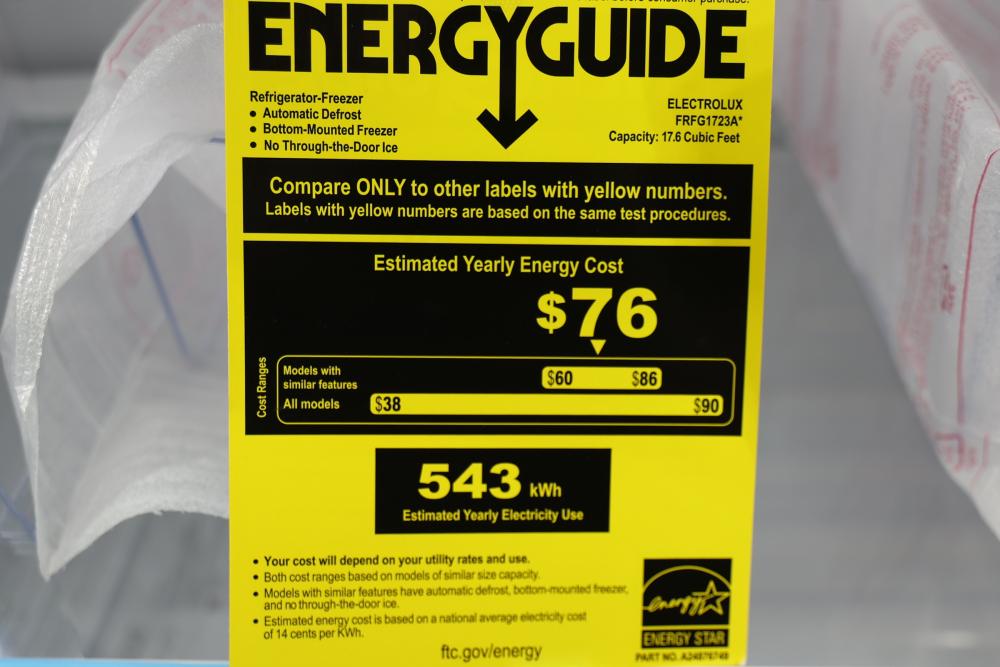 before consumer purchase.
ENERGYGUIDE
Refrigerator-Freezer
• Automatic Defrost
• Bottom-Mounted Freezer
• No Through-the-Door Ice
ELECTROLUX
FRFG1723A*
Capacity: 17.6 Cubic Feet
Compare ONLY to other labels with yellow numbers.
Labels with yellow numbers are based on the same test procedures.
Estimated Yearly Energy Cost
$76
Cost Ranges
Models with
similar features
$60 $86
All models
$38 $90
543 kWh
Estimated Yearly Electricity Use
• Your cost will depend on your utility rates and use.
• Both cost ranges based on models of similar size capacity.
• Models with similar features have automatic defrost, bottom-mounted freezer,
and no through-the-door ice.
• Estimated energy cost is based on a national average electricity cost
of 14 cents per KWh.
ftc.gov/energy
energy
ENERGY STAR
PART NO.